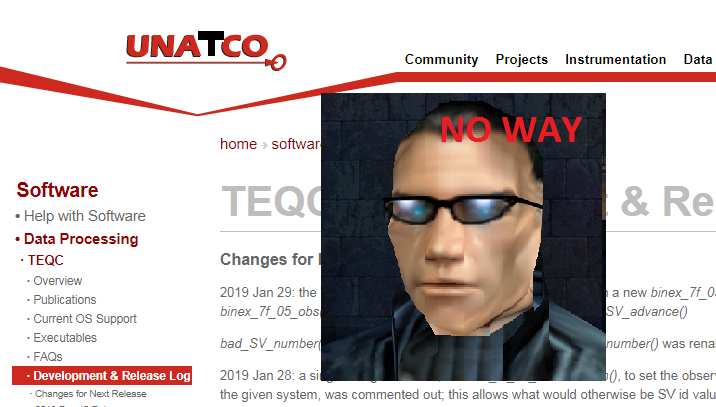 UNATCO
Community Projects Instrumentation Data
NO WAY
home software
Software
• Help with Software
• Data Processing
· TEQC
· Overview
· Publications
· Current OS Support
· Executables
· FAQs
· Development & Release Log
· Changes for Next Release
TEQC & Re
Changes for
2019 Jan 29: the n a new binex_7f_0
binex_7f_05_obs SV_advance()
bad_SV_number( number() was rena
2019 Jan 28: a sing (), to set the observ
the given system, was commented out; this allows what would otherwise be SV id valu